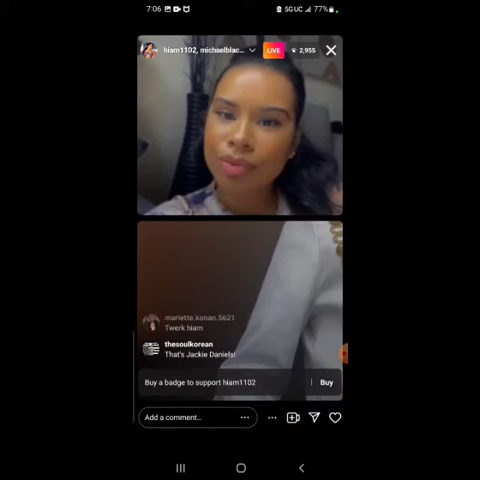 7:06
5G UC 77%
hiam1102, michaelblac...
LIVE
2,955
mariette.konan.5621
Twerk hiam
thesoulkorean
That's Jackie Daniels!
Buy a badge to support hiam1102
Buy
Add a comment...